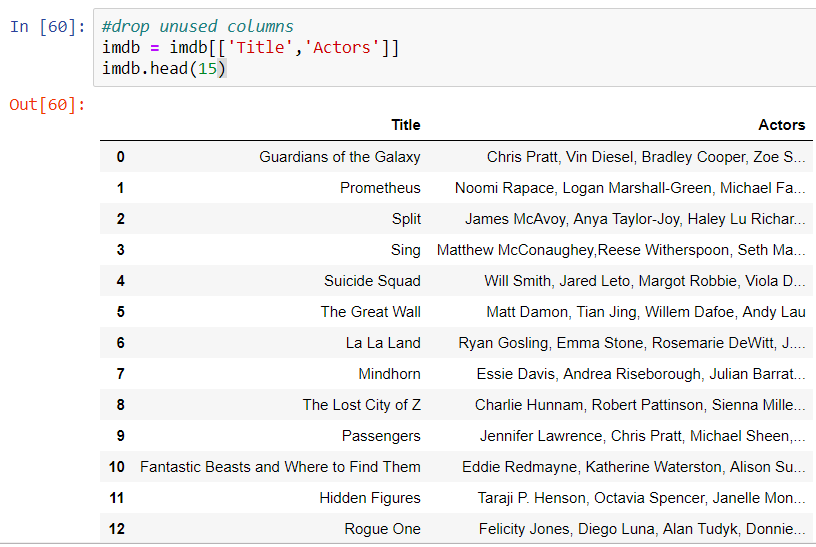 In [60]: #drop unused columns
imdb = imdb[['Title','Actors']]
imdb.head(15)
Out[60]:
Title Actors
0 Guardians of the Galaxy Chris Pratt, Vin Diesel, Bradley Cooper, Zoe S...
1 Prometheus Noomi Rapace, Logan Marshall-Green, Michael Fa...
2 Split James McAvoy, Anya Taylor-Joy, Haley Lu Richar...
3 Sing Matthew McConaughey,Reese Witherspoon, Seth Ma...
4 Suicide Squad Will Smith, Jared Leto, Margot Robbie, Viola D...
5 The Great Wall Matt Damon, Tian Jing, Willem Dafoe, Andy Lau
6 La La Land Ryan Gosling, Emma Stone, Rosemarie DeWitt, J....
7 Mindhorn Essie Davis, Andrea Riseborough, Julian Barrat...
8 The Lost City of Z Charlie Hunnam, Robert Pattinson, Sienna Mille...
9 Passengers Jennifer Lawrence, Chris Pratt, Michael Sheen,...
10 Fantastic Beasts and Where to Find Them Eddie Redmayne, Katherine Waterston, Alison Su...
11 Hidden Figures Taraji P. Henson, Octavia Spencer, Janelle Mon...
12 Rogue One Felicity Jones, Diego Luna, Alan Tudyk, Donnie...